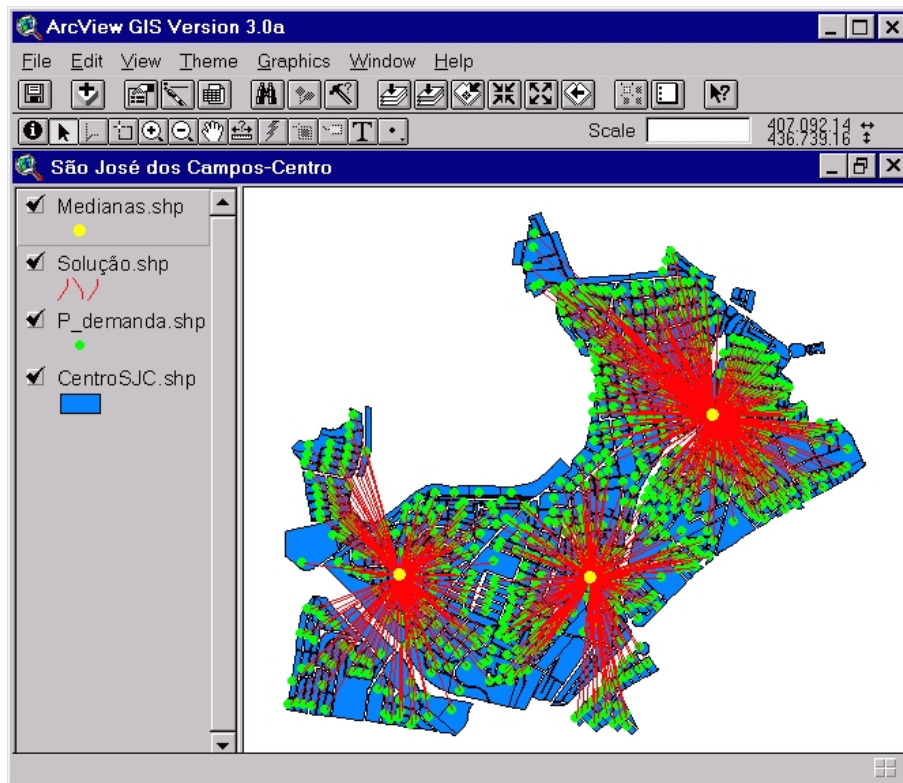 ArcView GIS Version 3.0a
File Edit View Theme Graphics Window Help
Scale
407,092.14
436,739.16
São José dos Campos-Centro
Medianas.shp
Solução.shp
P_demanda.shp
CentroSJC.shp